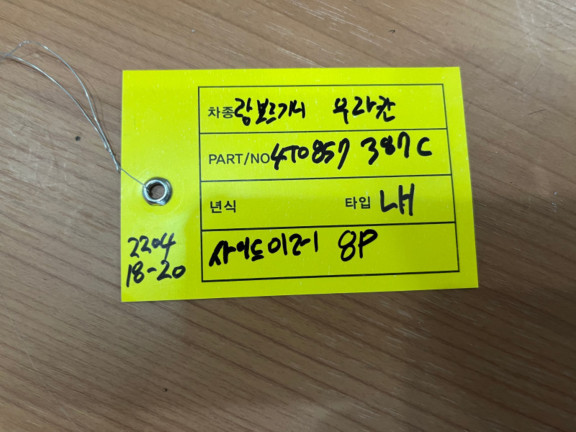 차종 람보르기니 우라칸
PART/NO 4T0857 387C
년식 타입 LH
사이드미러 8P
2204
18-20